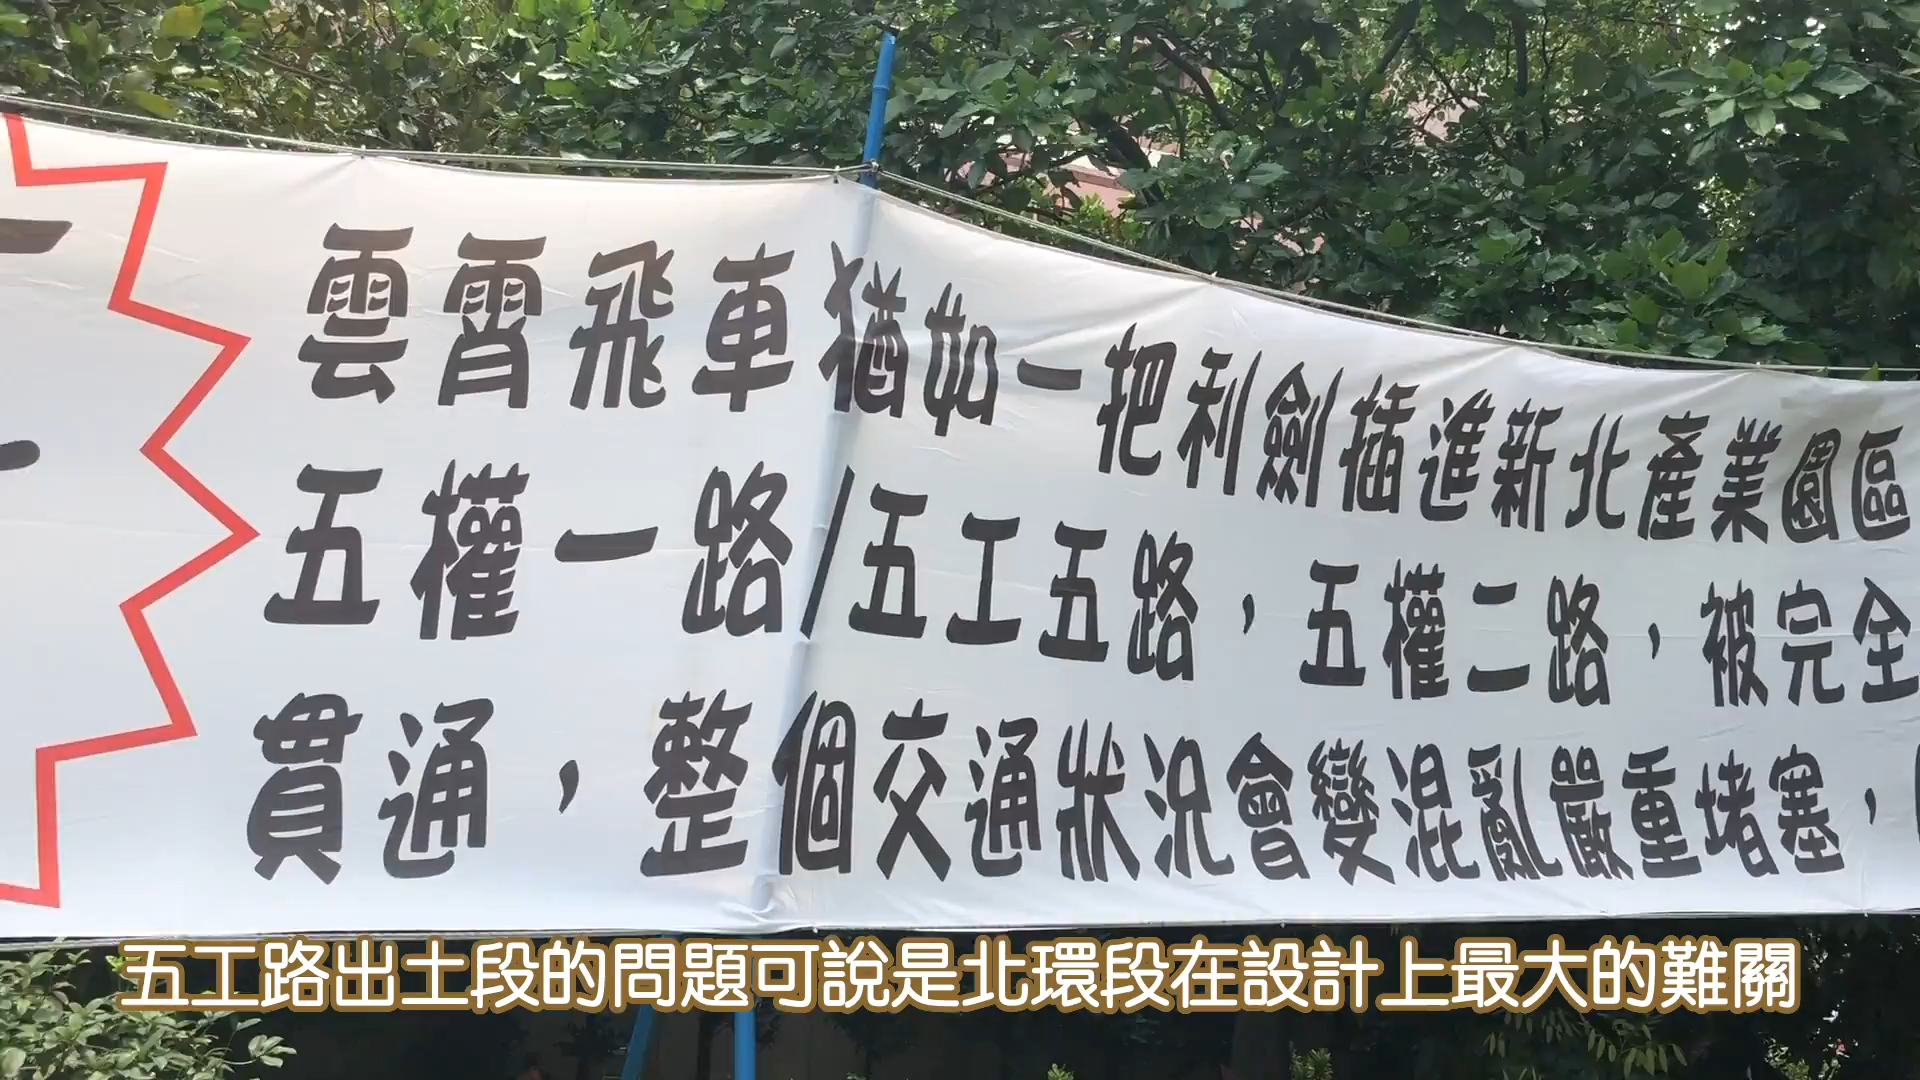 雲霄飛車猶如一把利劍插進新北產業園區
五權一路/五工五路，五權二路，被完全
貫通，整個交通狀況會變混亂嚴重堵塞，
五工路出土段的問題可說是北環段在設計上最大的難關